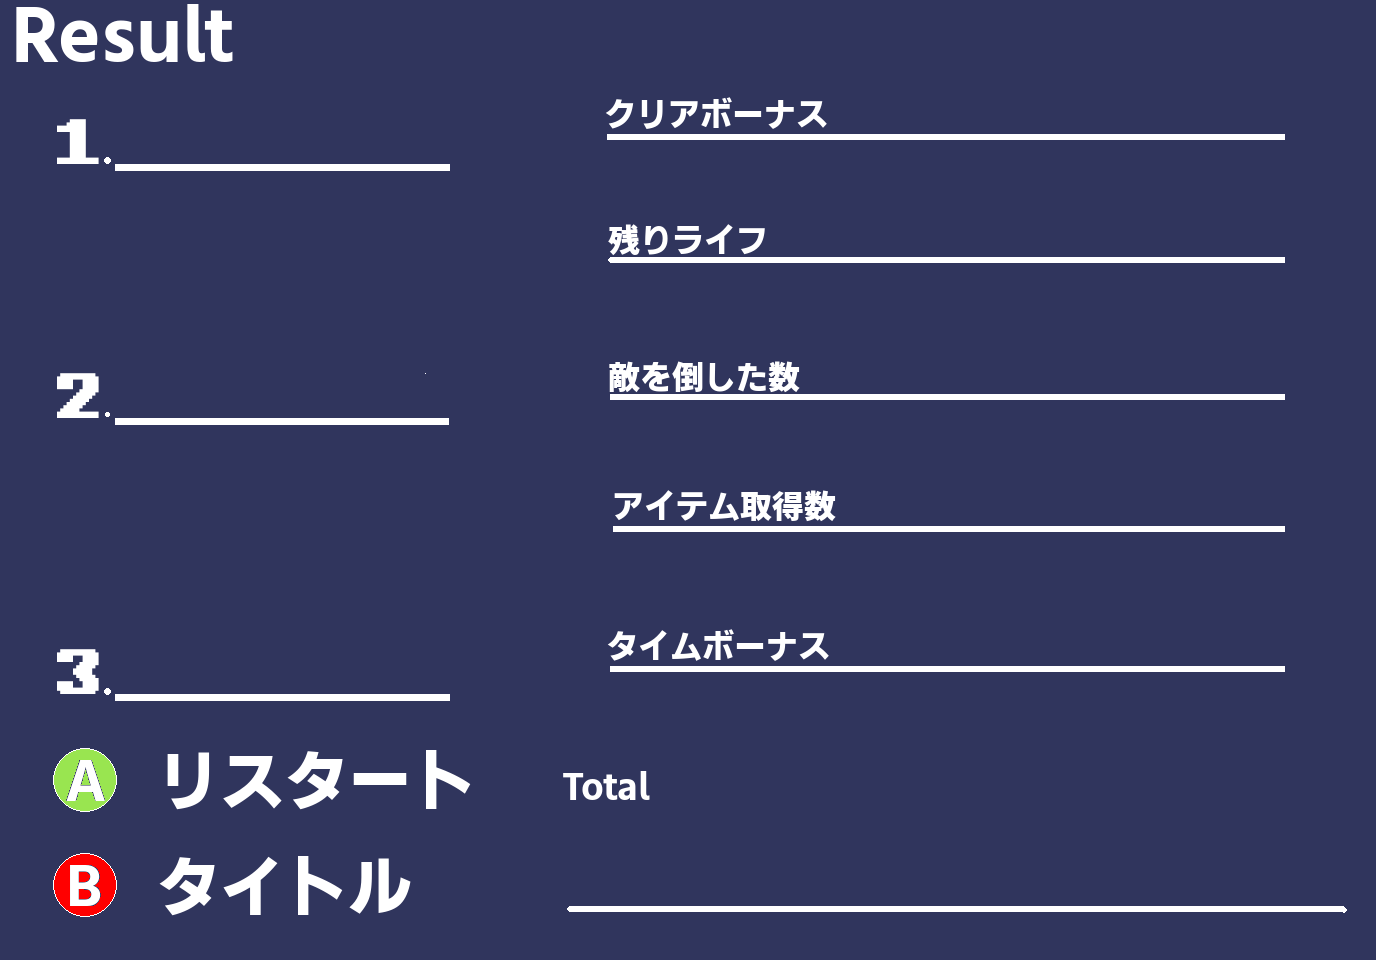 Result
1.
2.
3.
クリアボーナス
残りライフ
敵を倒した数
アイテム取得数
タイムボーナス
A リスタート
B タイトル
Total